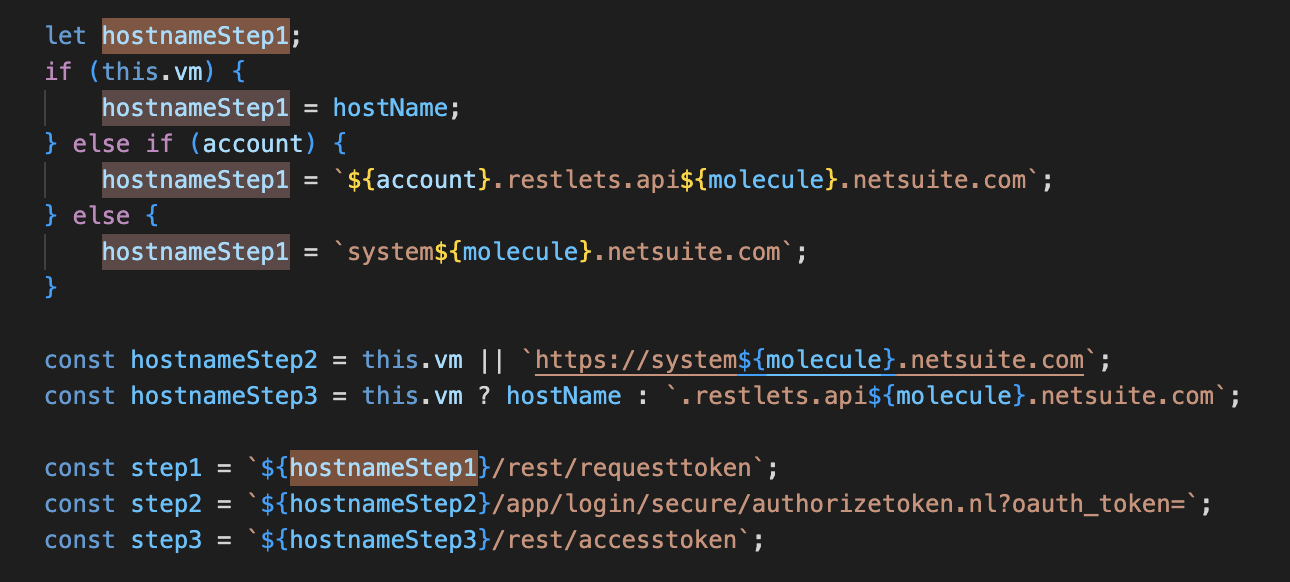 let hostnameStep1;
if (this.vm) {
    hostnameStep1 = hostName;
} else if (account) {
    hostnameStep1 = `${account}.restlets.api${molecule}.netsuite.com`;
} else {
    hostnameStep1 = `system${molecule}.netsuite.com`;
}

const hostnameStep2 = this.vm || `https://system${molecule}.netsuite.com`;
const hostnameStep3 = this.vm ? hostName : `.restlets.api${molecule}.netsuite.com`;

const step1 = `${hostnameStep1}/rest/requesttoken`;
const step2 = `${hostnameStep2}/app/login/secure/authorizetoken.nl?oauth_token=`;
const step3 = `${hostnameStep3}/rest/accesstoken`;